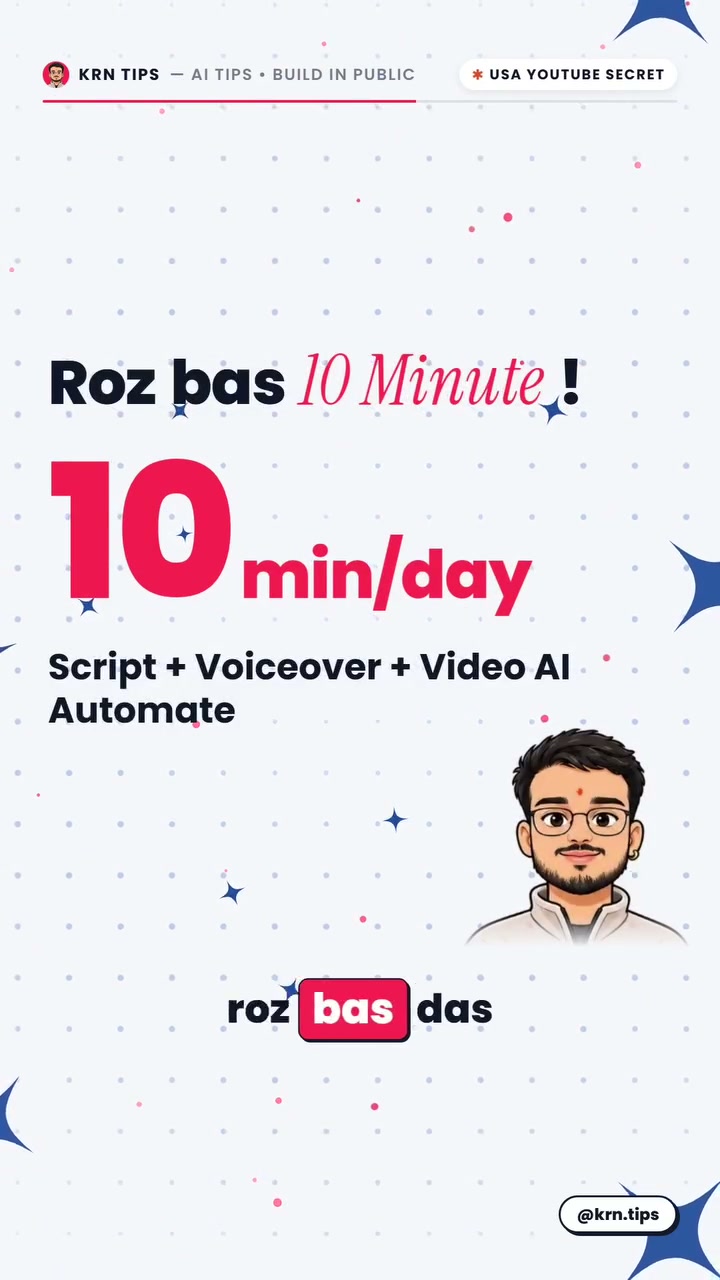 KRN TIPS — AI TIPS • BUILD IN PUBLIC
✱ USA YOUTUBE SECRET
Roz bas 10 Minute !
10 min/day
Script + Voiceover + Video AI
Automate
roz bas das
@krn.tips